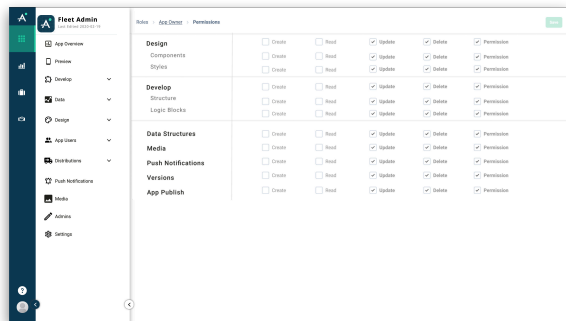 Fleet Admin
Last Edited 2023-03-19
App Overview
Preview
Develop
Data
Design
App Users
Distributions
Push Notifications
Media
Admins
Settings
Roles > App Owner > Permissions
Save
Design Create Read Update Delete Permission
Components Create Read Update Delete Permission
Styles Create Read Update Delete Permission
Develop Create Read Update Delete Permission
Structure Create Read Update Delete Permission
Logic Blocks Create Read Update Delete Permission
Data Structures Create Read Update Delete Permission
Media Create Read Update Delete Permission
Push Notifications Create Read Update Delete Permission
Versions Create Read Update Delete Permission
App Publish Create Read Update Delete Permission